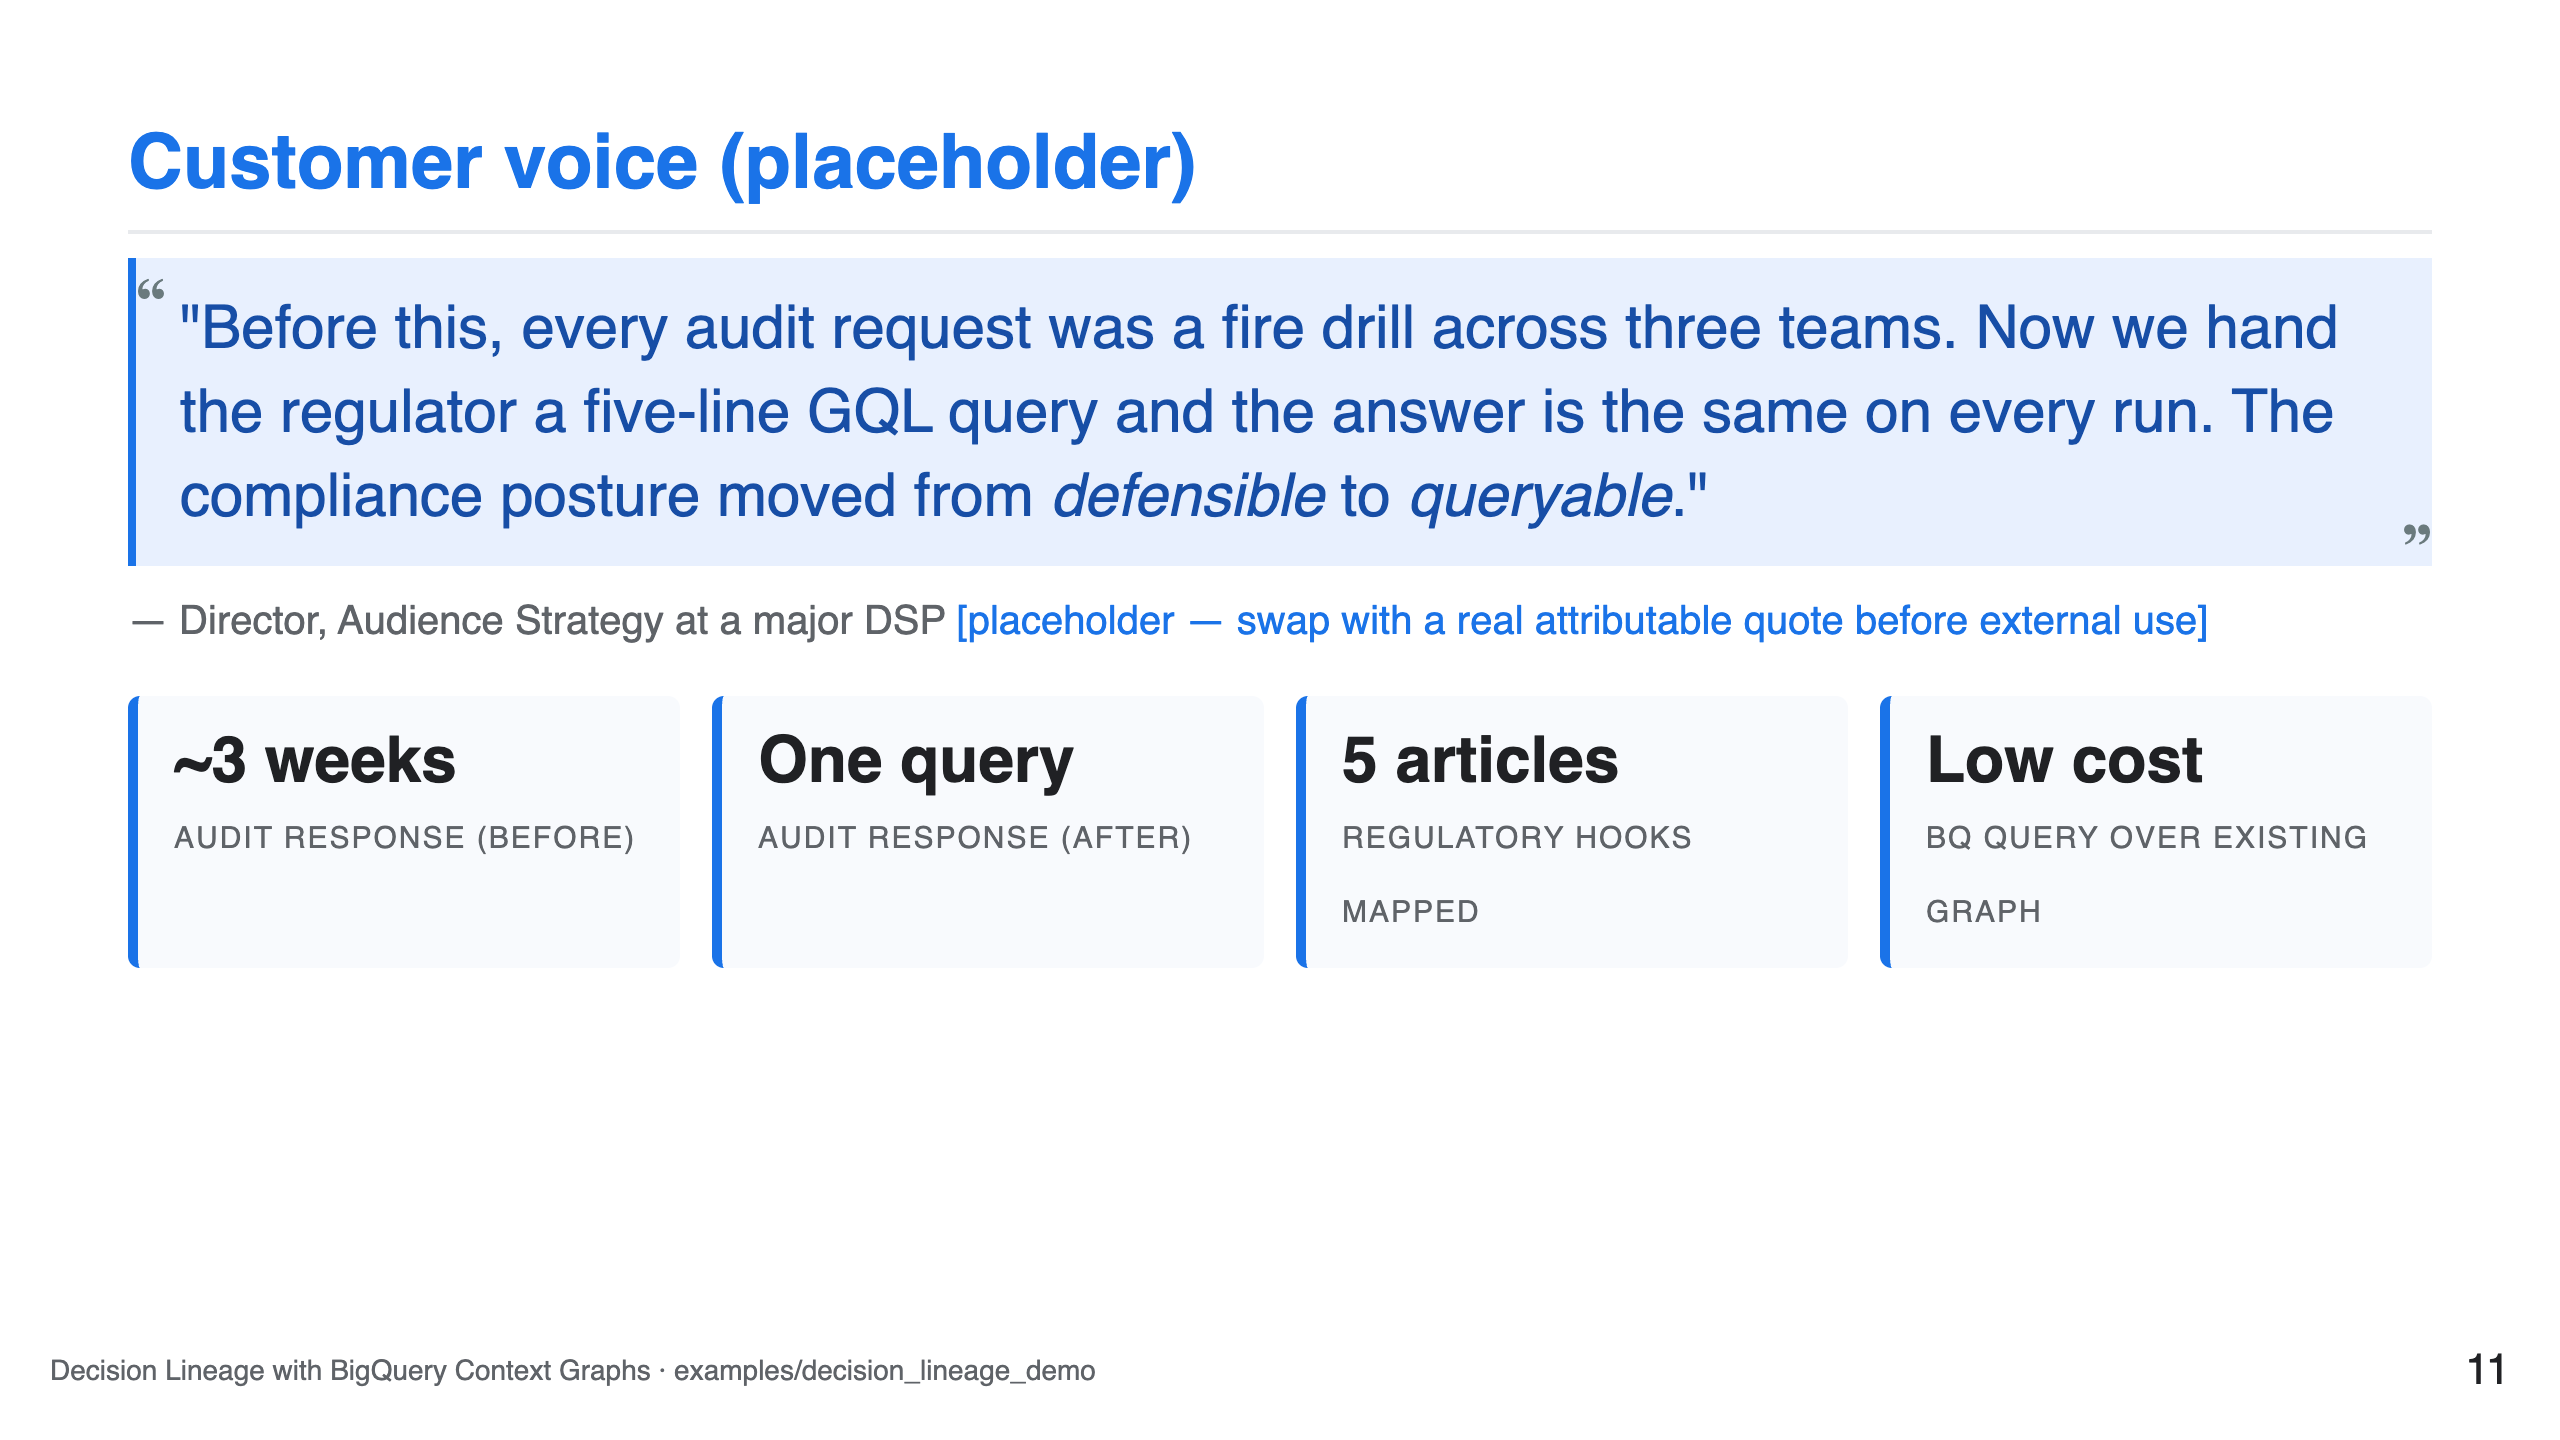 Customer voice (placeholder)
“
"Before this, every audit request was a fire drill across three teams. Now we hand
the regulator a five-line GQL query and the answer is the same on every run. The
compliance posture moved from defensible to queryable."
”
— Director, Audience Strategy at a major DSP [placeholder — swap with a real attributable quote before external use]
~3 weeks
AUDIT RESPONSE (BEFORE)
One query
AUDIT RESPONSE (AFTER)
5 articles
REGULATORY HOOKS
MAPPED
Low cost
BQ QUERY OVER EXISTING
GRAPH
Decision Lineage with BigQuery Context Graphs · examples/decision_lineage_demo
11